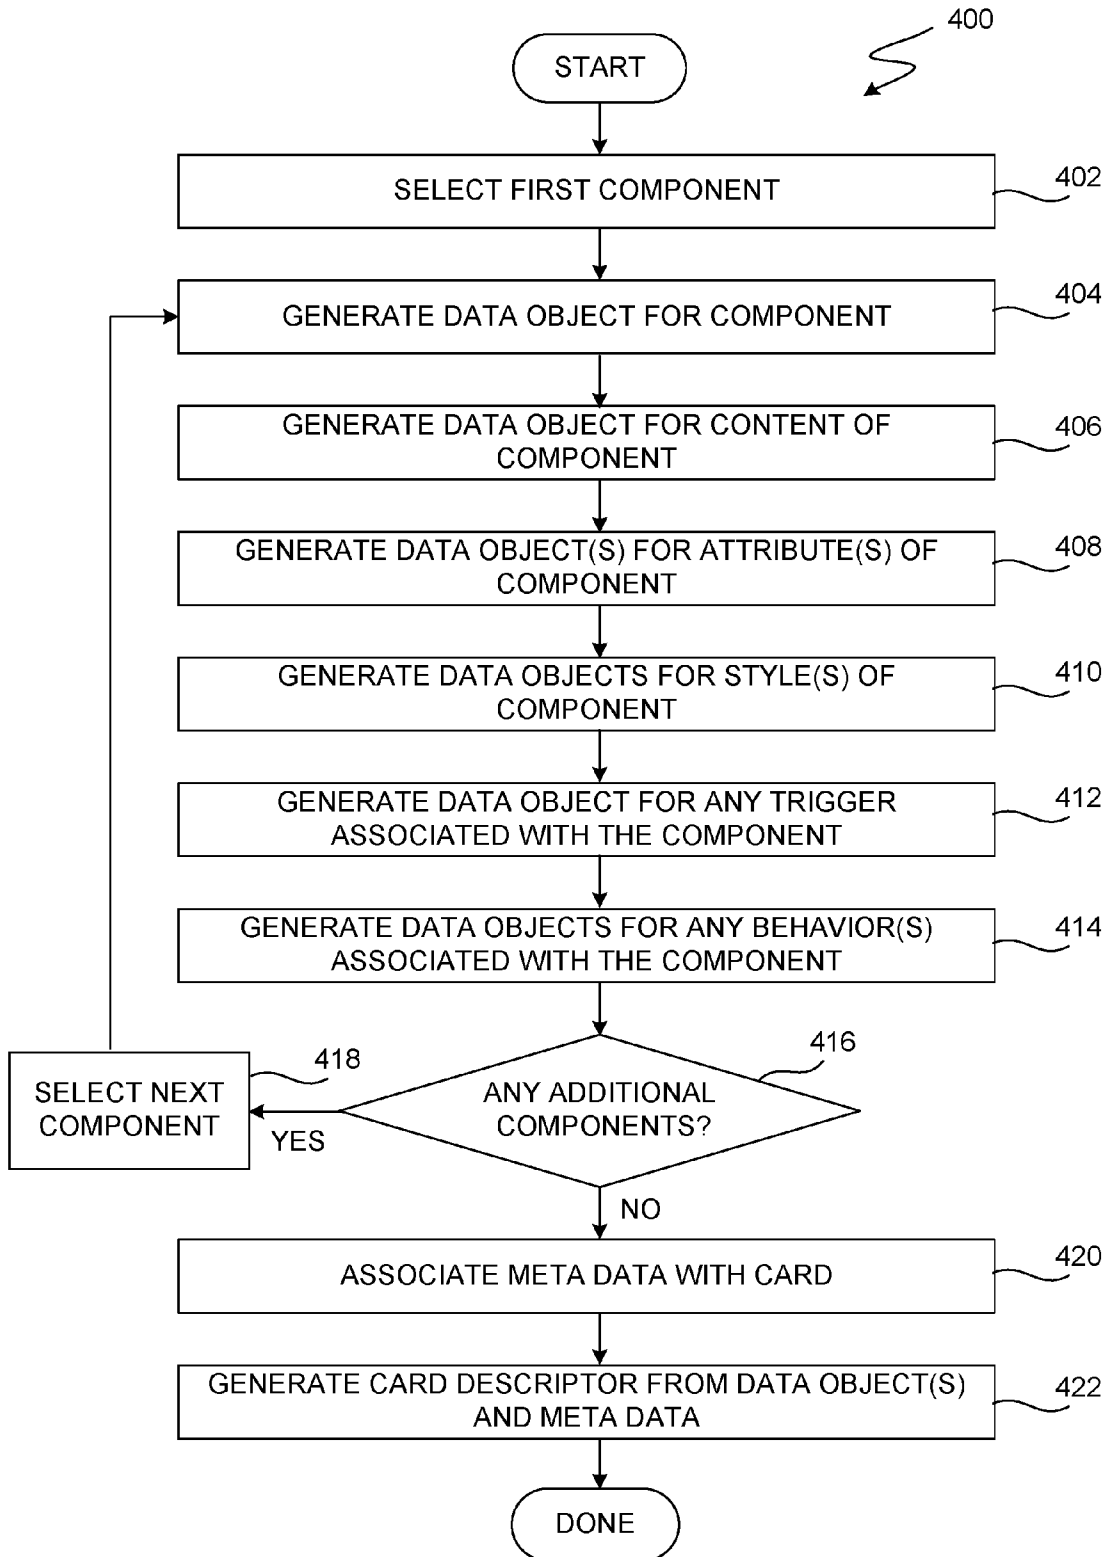 400
START
SELECT FIRST COMPONENT
402
GENERATE DATA OBJECT FOR COMPONENT
404
GENERATE DATA OBJECT FOR CONTENT OF
COMPONENT
406
GENERATE DATA OBJECT(S) FOR ATTRIBUTE(S) OF
COMPONENT
408
GENERATE DATA OBJECTS FOR STYLE(S) OF
COMPONENT
410
GENERATE DATA OBJECT FOR ANY TRIGGER
ASSOCIATED WITH THE COMPONENT
412
GENERATE DATA OBJECTS FOR ANY BEHAVIOR(S)
ASSOCIATED WITH THE COMPONENT
414
ANY ADDITIONAL
COMPONENTS?
416
YES
SELECT NEXT
COMPONENT
418
NO
ASSOCIATE META DATA WITH CARD
420
GENERATE CARD DESCRIPTOR FROM DATA OBJECT(S)
AND META DATA
422
DONE